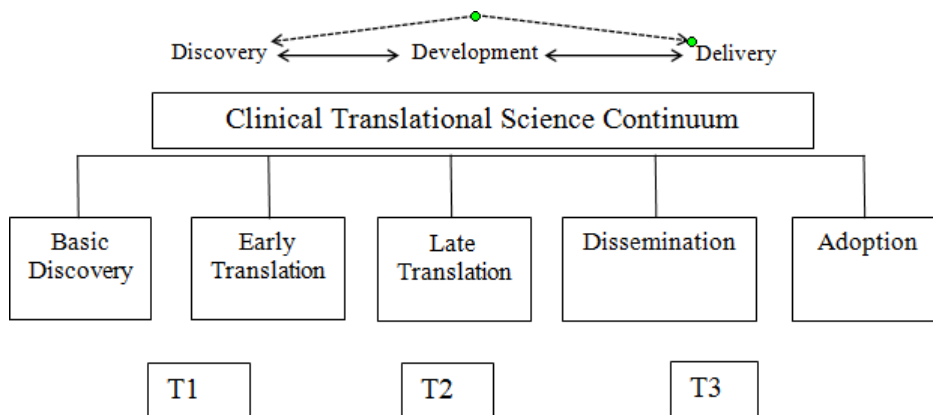 Discovery Development Delivery
Clinical Translational Science Continuum
Basic
Discovery
Early
Translation
Late
Translation
Dissemination
Adoption
T1
T2
T3